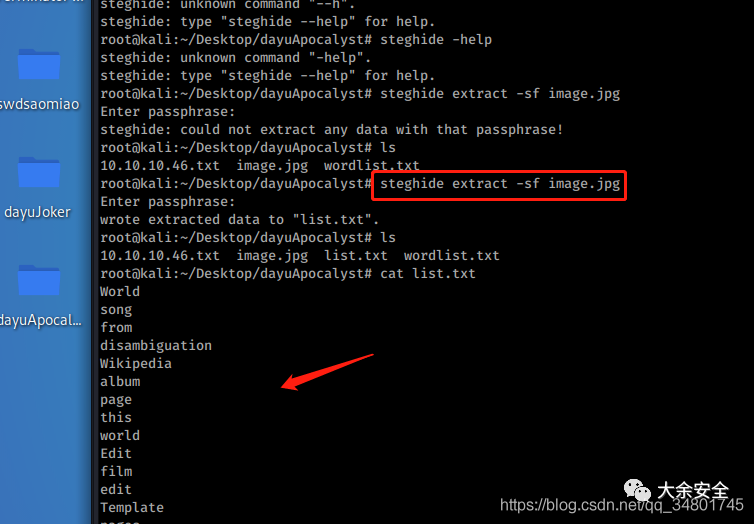 steghide: unknown command "--h".
steghide: type "steghide --help" for help.
root@kali:~/Desktop/dayuApocalyst# steghide -help
steghide: unknown command "-help".
steghide: type "steghide --help" for help.
root@kali:~/Desktop/dayuApocalyst# steghide extract -sf image.jpg
Enter passphrase:
steghide: could not extract any data with that passphrase!
root@kali:~/Desktop/dayuApocalyst# ls
10.10.10.46.txt  image.jpg  wordlist.txt
root@kali:~/Desktop/dayuApocalyst# steghide extract -sf image.jpg
Enter passphrase:
wrote extracted data to "list.txt".
root@kali:~/Desktop/dayuApocalyst# ls
10.10.10.46.txt  image.jpg  list.txt  wordlist.txt
root@kali:~/Desktop/dayuApocalyst# cat list.txt
World
song
from
disambiguation
Wikipedia
album
page
this
world
Edit
film
edit
Template
swdsaomiao
dayuJoker
dayuApocal...
大余安全
https://blog.csdn.net/qq_34801745